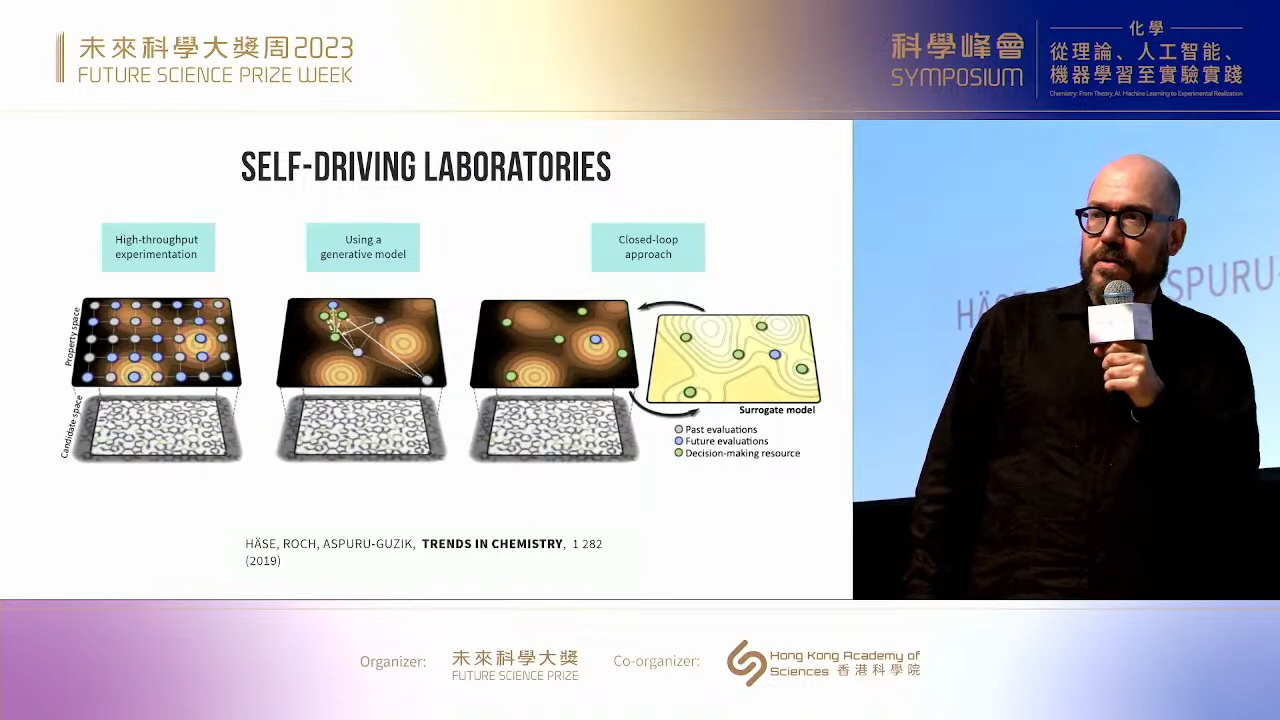 未來科學大獎周2023
FUTURE SCIENCE PRIZE WEEK
科學峰會
SYMPOSIUM
化學
從理論、人工智能、
機器學習至實驗實踐
Chemistry: From Theory, AI, Machine Learning to Experimental Realization
SELF-DRIVING LABORATORIES
High-throughput
experimentation
Using a
generative model
Closed-loop
approach
Property space
Candidate space
Surrogate model
Past evaluations
Future evaluations
Decision-making resource
HÄSE, ROCH, ASPURU-GUZIK, TRENDS IN CHEMISTRY, 1 282
(2019)
HÄSE
SPURU-
Organizer:
未來科學大獎
FUTURE SCIENCE PRIZE
Co-organizer:
Hong Kong Academy of
Sciences 香港科學院